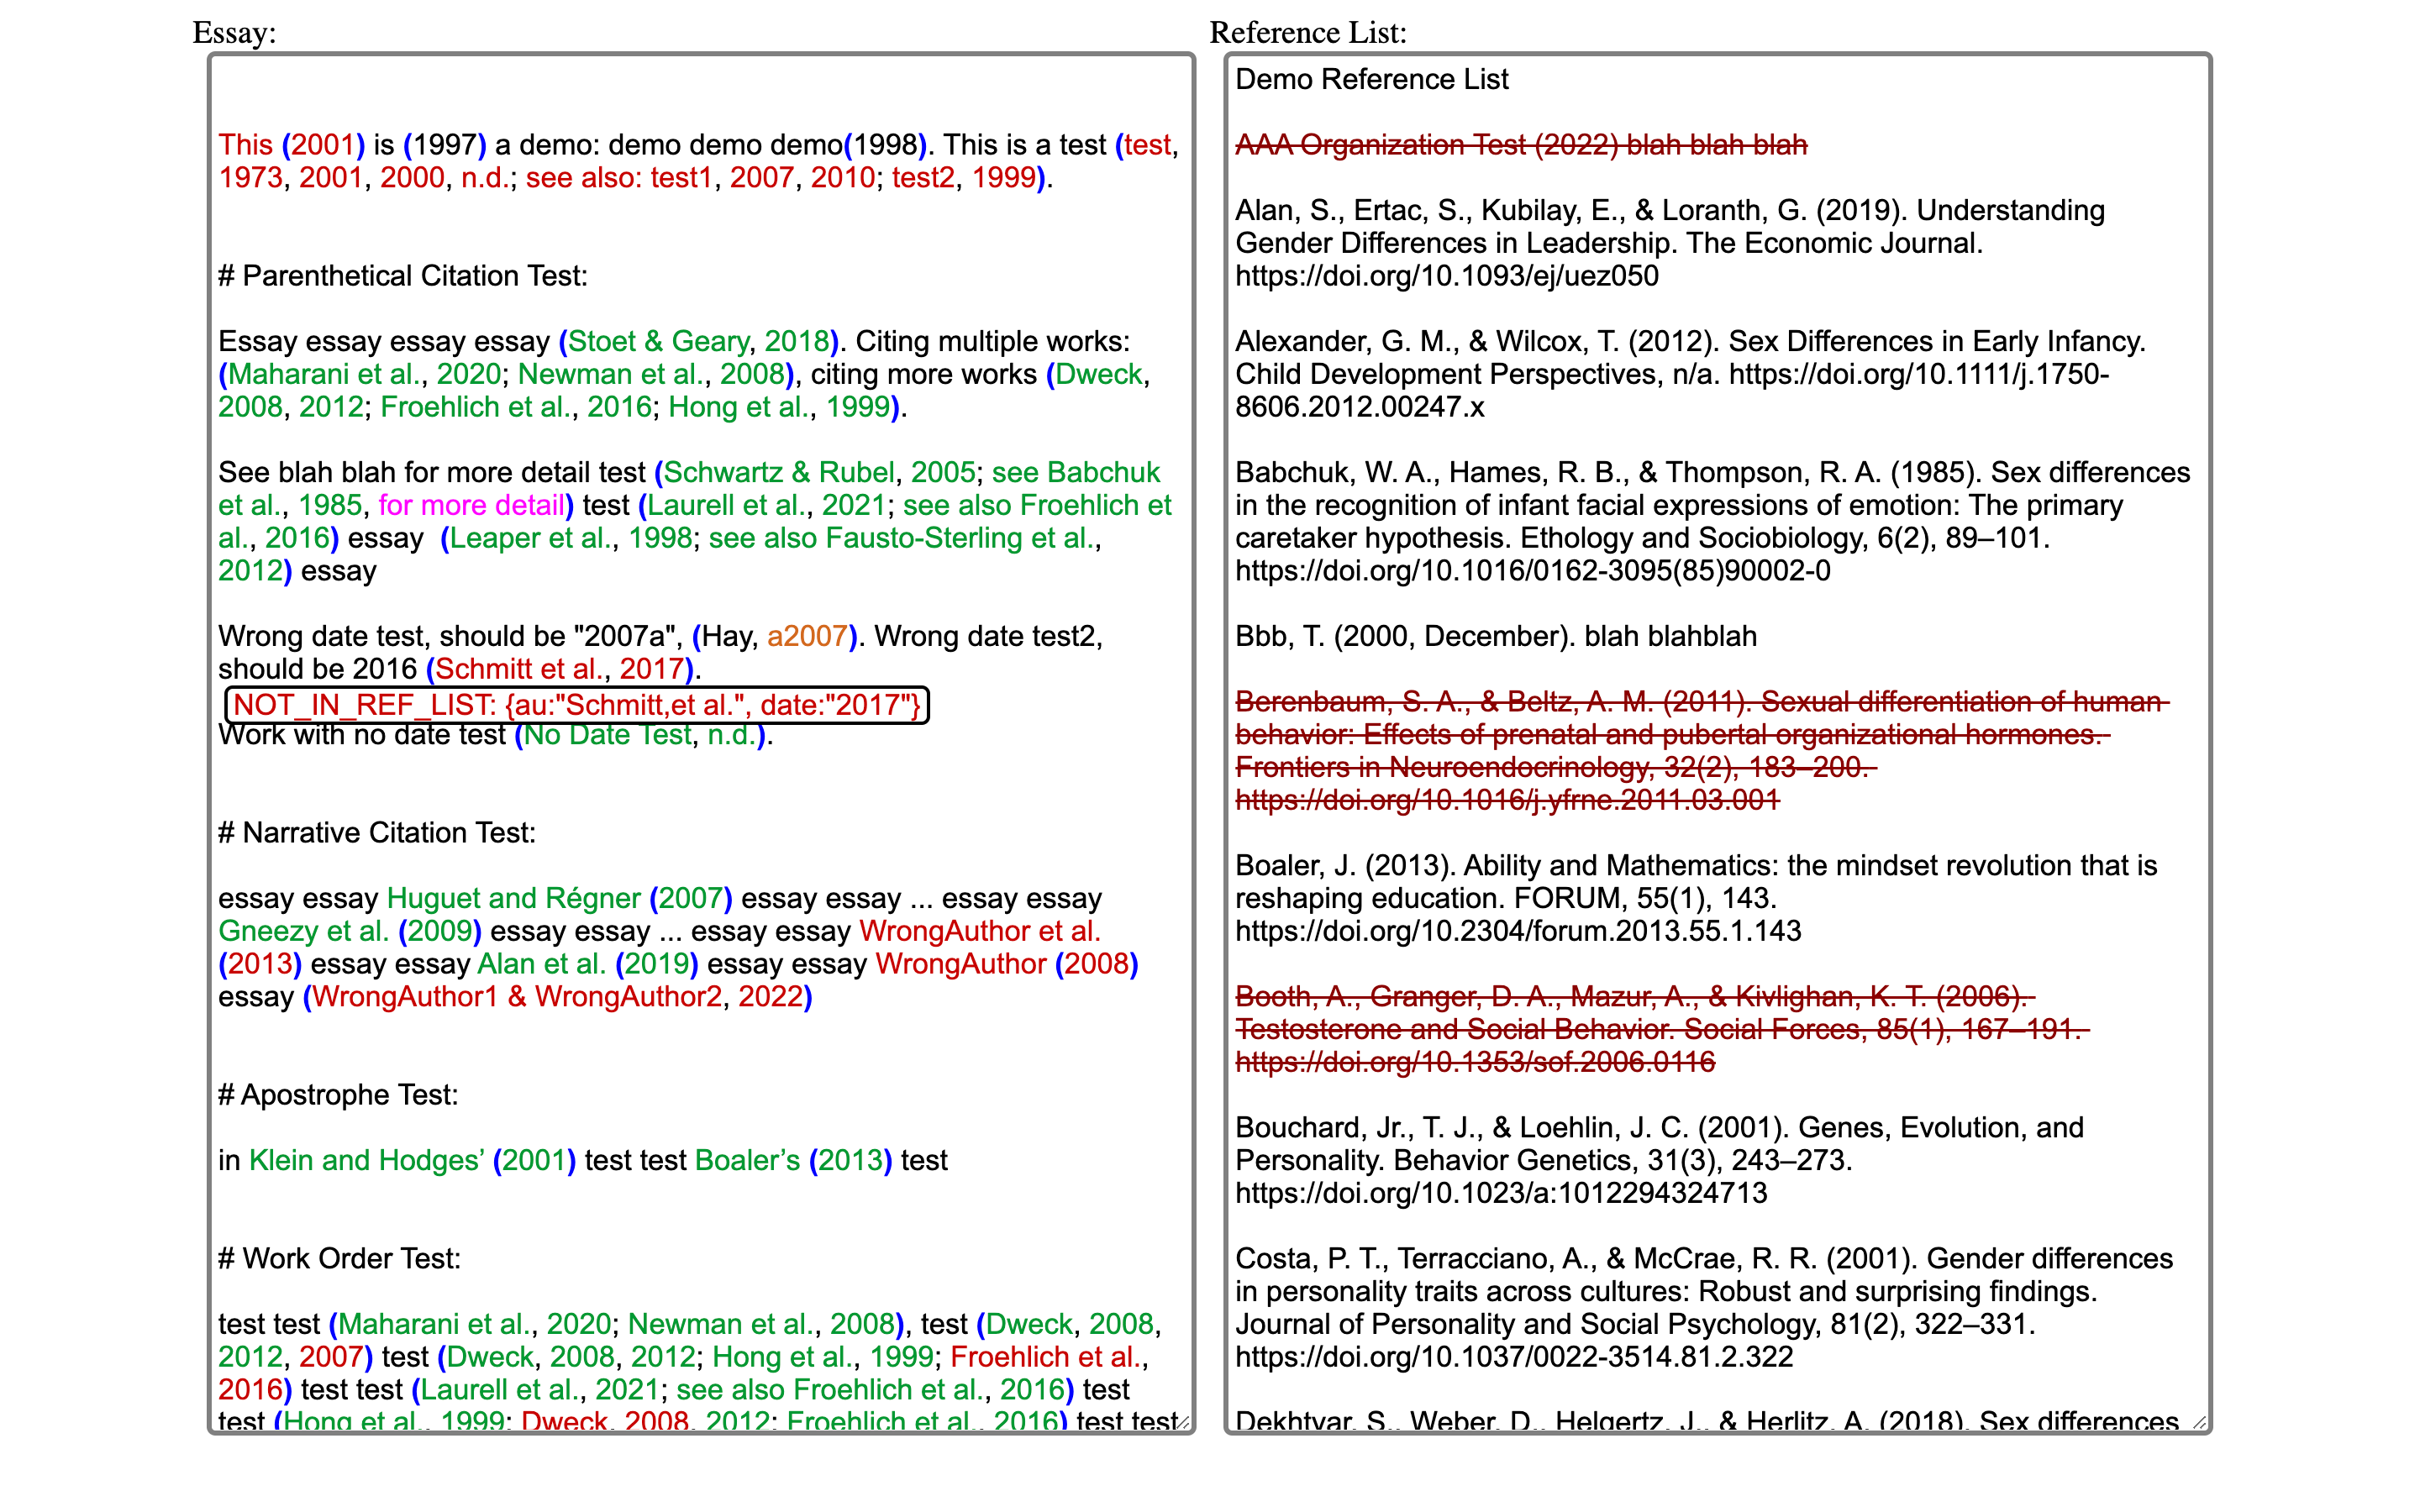 Essay:
This (2001) is (1997) a demo: demo demo demo(1998). This is a test (test,
1973, 2001, 2000, n.d.; see also: test1, 2007, 2010; test2, 1999).
# Parenthetical Citation Test:
Essay essay essay essay (Stoet & Geary, 2018). Citing multiple works:
(Maharani et al., 2020; Newman et al., 2008), citing more works (Dweck,
2008, 2012; Froehlich et al., 2016; Hong et al., 1999).
See blah blah for more detail test (Schwartz & Rubel, 2005; see Babchuk
et al., 1985, for more detail) test (Laurell et al., 2021; see also Froehlich et
al., 2016) essay  (Leaper et al., 1998; see also Fausto-Sterling et al.,
2012) essay
Wrong date test, should be "2007a", (Hay, a2007). Wrong date test2,
should be 2016 (Schmitt et al., 2017).
NOT_IN_REF_LIST: {au:"Schmitt,et al.", date:"2017"}
Work with no date test (No Date Test, n.d.).
# Narrative Citation Test:
essay essay Huguet and Régner (2007) essay essay ... essay essay
Gneezy et al. (2009) essay essay ... essay essay WrongAuthor et al.
(2013) essay essay Alan et al. (2019) essay essay WrongAuthor (2008)
essay (WrongAuthor1 & WrongAuthor2, 2022)
# Apostrophe Test:
in Klein and Hodges’ (2001) test test Boaler’s (2013) test
# Work Order Test:
test test (Maharani et al., 2020; Newman et al., 2008), test (Dweck, 2008,
2012, 2007) test (Dweck, 2008, 2012; Hong et al., 1999; Froehlich et al.,
2016) test test (Laurell et al., 2021; see also Froehlich et al., 2016) test
test (Hong et al., 1999; Dweck, 2008, 2012; Froehlich et al., 2016) test test
Reference List:
Demo Reference List
AAA Organization Test (2022) blah blah blah
Alan, S., Ertac, S., Kubilay, E., & Loranth, G. (2019). Understanding
Gender Differences in Leadership. The Economic Journal.
https://doi.org/10.1093/ej/uez050
Alexander, G. M., & Wilcox, T. (2012). Sex Differences in Early Infancy.
Child Development Perspectives, n/a. https://doi.org/10.1111/j.1750-
8606.2012.00247.x
Babchuk, W. A., Hames, R. B., & Thompson, R. A. (1985). Sex differences
in the recognition of infant facial expressions of emotion: The primary
caretaker hypothesis. Ethology and Sociobiology, 6(2), 89–101.
https://doi.org/10.1016/0162-3095(85)90002-0
Bbb, T. (2000, December). blah blahblah
Berenbaum, S. A., & Beltz, A. M. (2011). Sexual differentiation of human
behavior: Effects of prenatal and pubertal organizational hormones.
Frontiers in Neuroendocrinology, 32(2), 183–200.
https://doi.org/10.1016/j.yfrne.2011.03.001
Boaler, J. (2013). Ability and Mathematics: the mindset revolution that is
reshaping education. FORUM, 55(1), 143.
https://doi.org/10.2304/forum.2013.55.1.143
Booth, A., Granger, D. A., Mazur, A., & Kivlighan, K. T. (2006).
Testosterone and Social Behavior. Social Forces, 85(1), 167–191.
https://doi.org/10.1353/sof.2006.0116
Bouchard, Jr., T. J., & Loehlin, J. C. (2001). Genes, Evolution, and
Personality. Behavior Genetics, 31(3), 243–273.
https://doi.org/10.1023/a:1012294324713
Costa, P. T., Terracciano, A., & McCrae, R. R. (2001). Gender differences
in personality traits across cultures: Robust and surprising findings.
Journal of Personality and Social Psychology, 81(2), 322–331.
https://doi.org/10.1037/0022-3514.81.2.322
Dekhtyar, S., Weber, D., Helgertz, J., & Herlitz, A. (2018). Sex differences